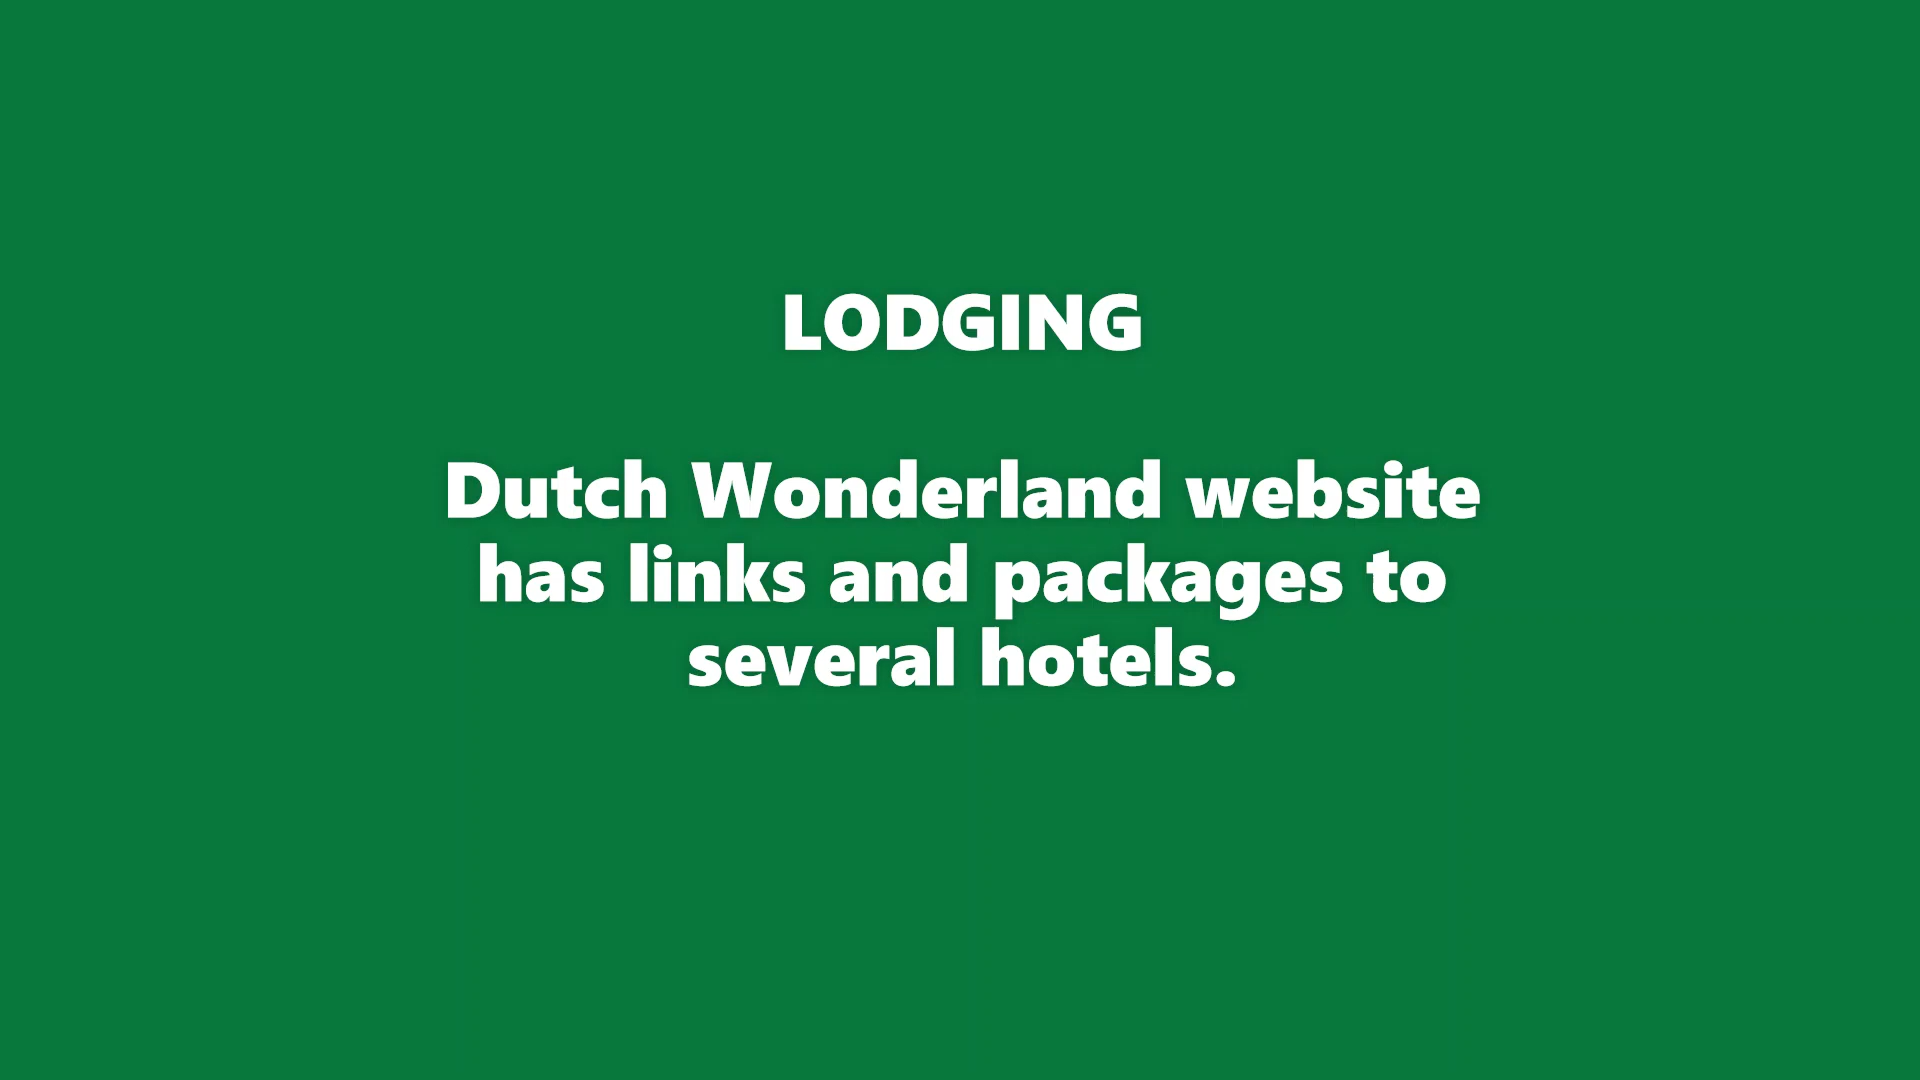 LODGING
Dutch Wonderland website
has links and packages to
several hotels.